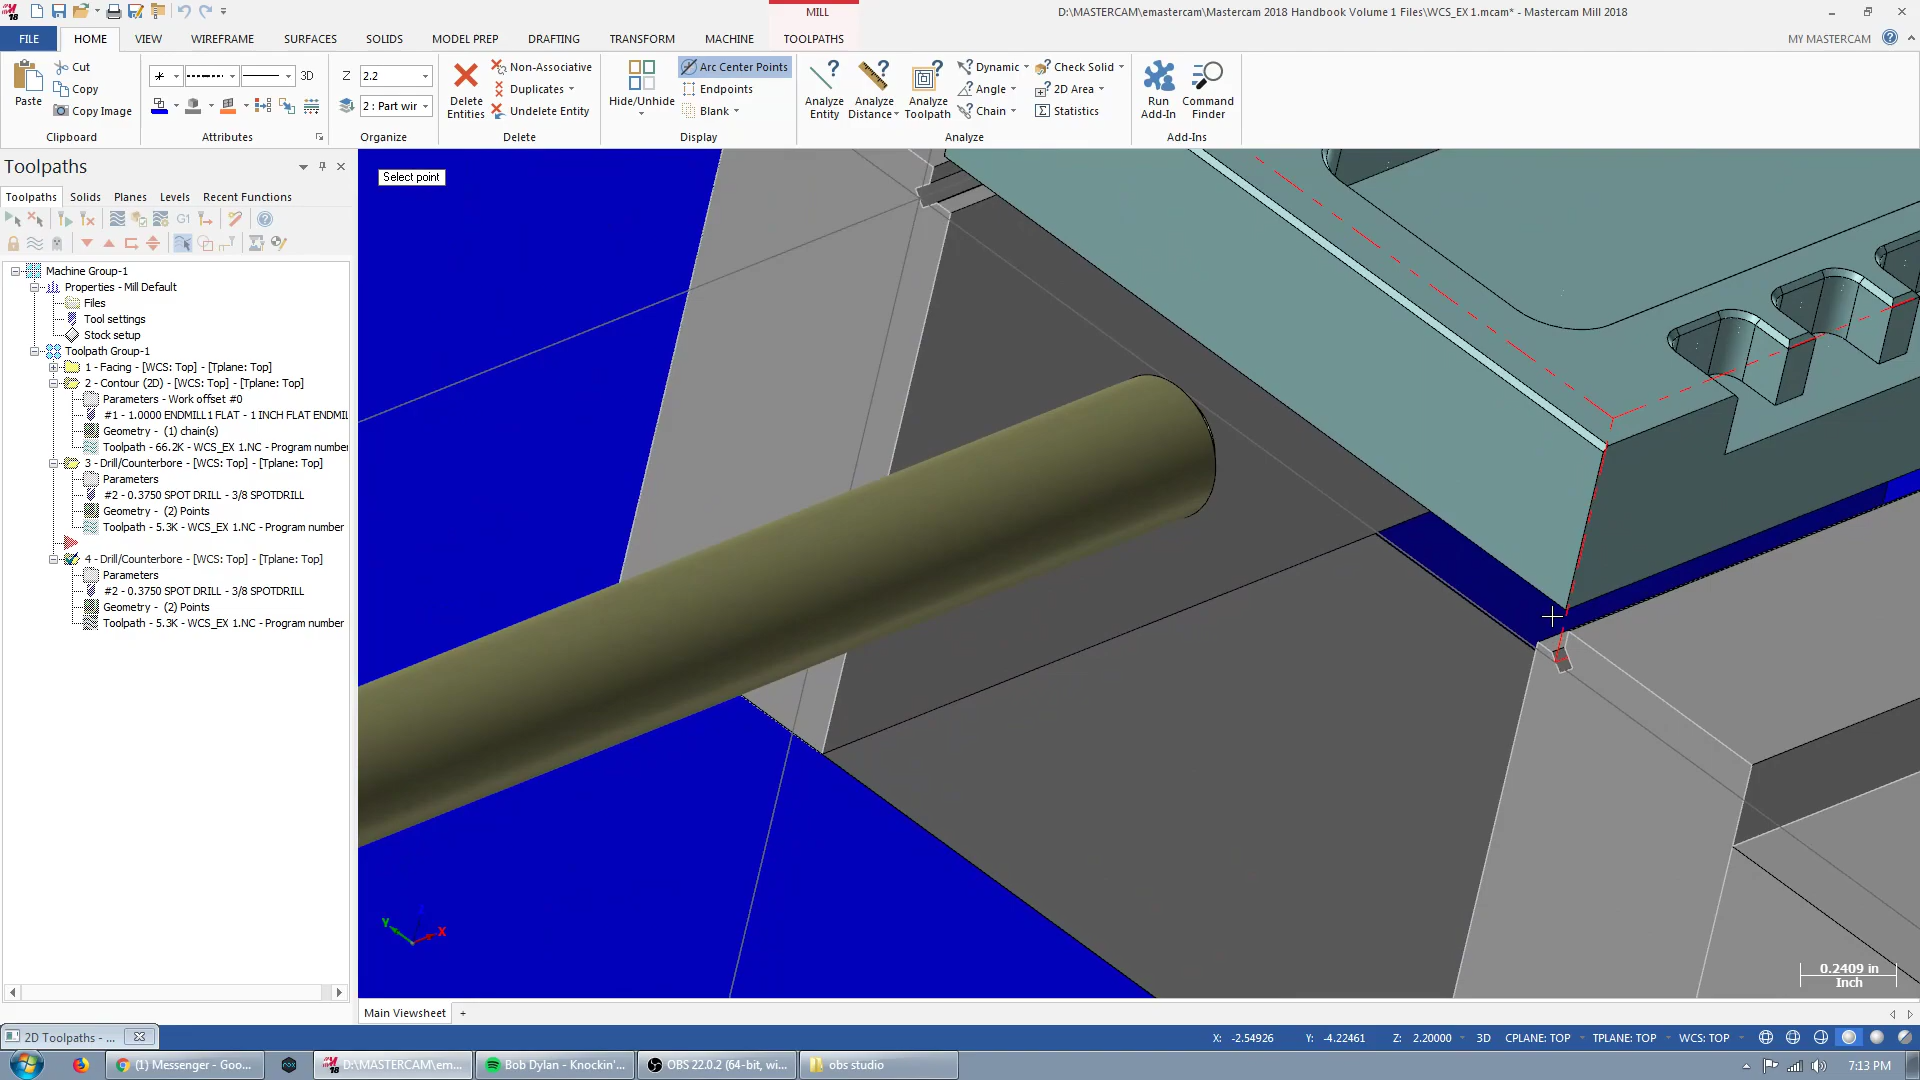 MILL
D:\MASTERCAM\emastercam\Mastercam 2018 Handbook Volume 1 Files\WCS_EX 1.mcam* - Mastercam Mill 2018
FILE HOME VIEW WIREFRAME SURFACES SOLIDS MODEL PREP DRAFTING TRANSFORM MACHINE TOOLPATHS MY MASTERCAM
Paste
Cut
Copy
Copy Image
Clipboard
3D
Attributes
Z 2.2
2 : Part wir
Organize
Delete Entities
Non-Associative
Duplicates
Undelete Entity
Delete
Hide/Unhide
Arc Center Points
Endpoints
Blank
Display
Analyze Entity
Analyze Distance
Analyze Toolpath
Dynamic
Angle
Chain
Check Solid
2D Area
Statistics
Analyze
Run Add-In
Command Finder
Add-Ins
Toolpaths
Toolpaths Solids Planes Levels Recent Functions
G1
Machine Group-1
Properties - Mill Default
Files
Tool settings
Stock setup
Toolpath Group-1
1 - Facing - [WCS: Top] - [Tplane: Top]
2 - Contour (2D) - [WCS: Top] - [Tplane: Top]
Parameters - Work offset #0
#1 - 1.0000 ENDMILL1 FLAT - 1 INCH FLAT ENDMIL
Geometry - (1) chain(s)
Toolpath - 66.2K - WCS_EX 1.NC - Program number
3 - Drill/Counterbore - [WCS: Top] - [Tplane: Top]
Parameters
#2 - 0.3750 SPOT DRILL - 3/8 SPOTDRILL
Geometry - (2) Points
Toolpath - 5.3K - WCS_EX 1.NC - Program number
4 - Drill/Counterbore - [WCS: Top] - [Tplane: Top]
Parameters
#2 - 0.3750 SPOT DRILL - 3/8 SPOTDRILL
Geometry - (2) Points
Toolpath - 5.3K - WCS_EX 1.NC - Program number
Select point
Y
X
0.2409 in
Inch
Main Viewsheet +
2D Toolpaths - ...
X: -2.54926 Y: -4.22461 Z: 2.20000 3D CPLANE: TOP TPLANE: TOP WCS: TOP
(1) Messenger - Goo...
D:\MASTERCAM\em...
Bob Dylan - Knockin'...
OBS 22.0.2 (64-bit, wi...
obs studio
7:13 PM